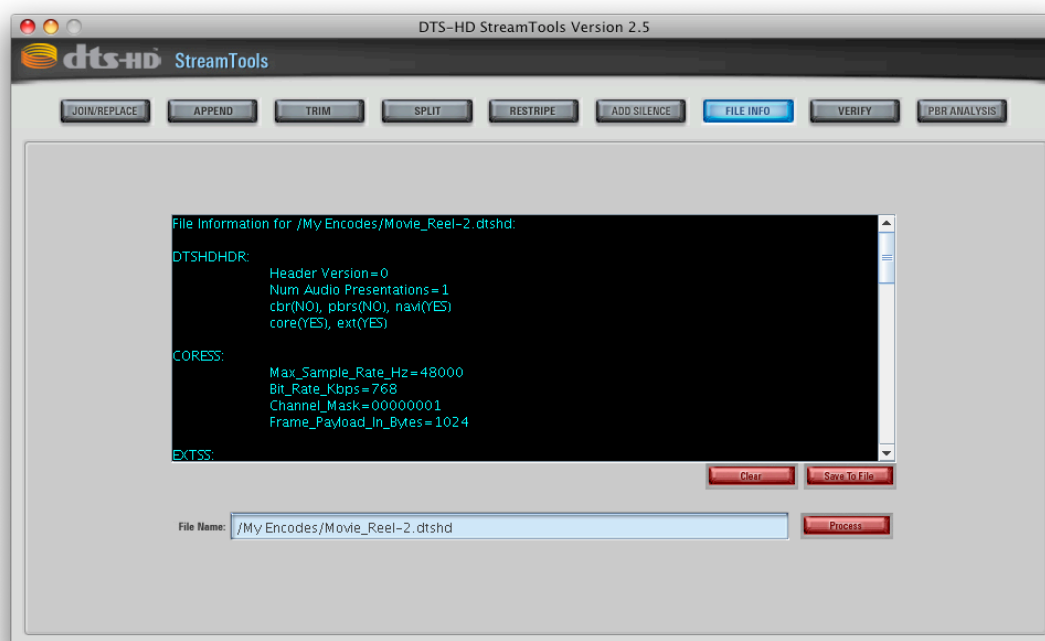 DTS-HD StreamTools Version 2.5
dts-HD StreamTools
JOIN/REPLACE APPEND TRIM SPLIT RESTRIPE ADD SILENCE FILE INFO VERIFY PBR ANALYSIS
File Information for /My Encodes/Movie_Reel-2.dtshd:
DTSHDHDR:
Header Version=0
Num Audio Presentations=1
cbr(NO), pbrs(NO), navi(YES)
core(YES), ext(YES)
CORESS:
Max_Sample_Rate_Hz=48000
Bit_Rate_Kbps=768
Channel_Mask=00000001
Frame_Payload_In_Bytes=1024
EXTSS:
Clear Save To File
File Name: /My Encodes/Movie_Reel-2.dtshd Process